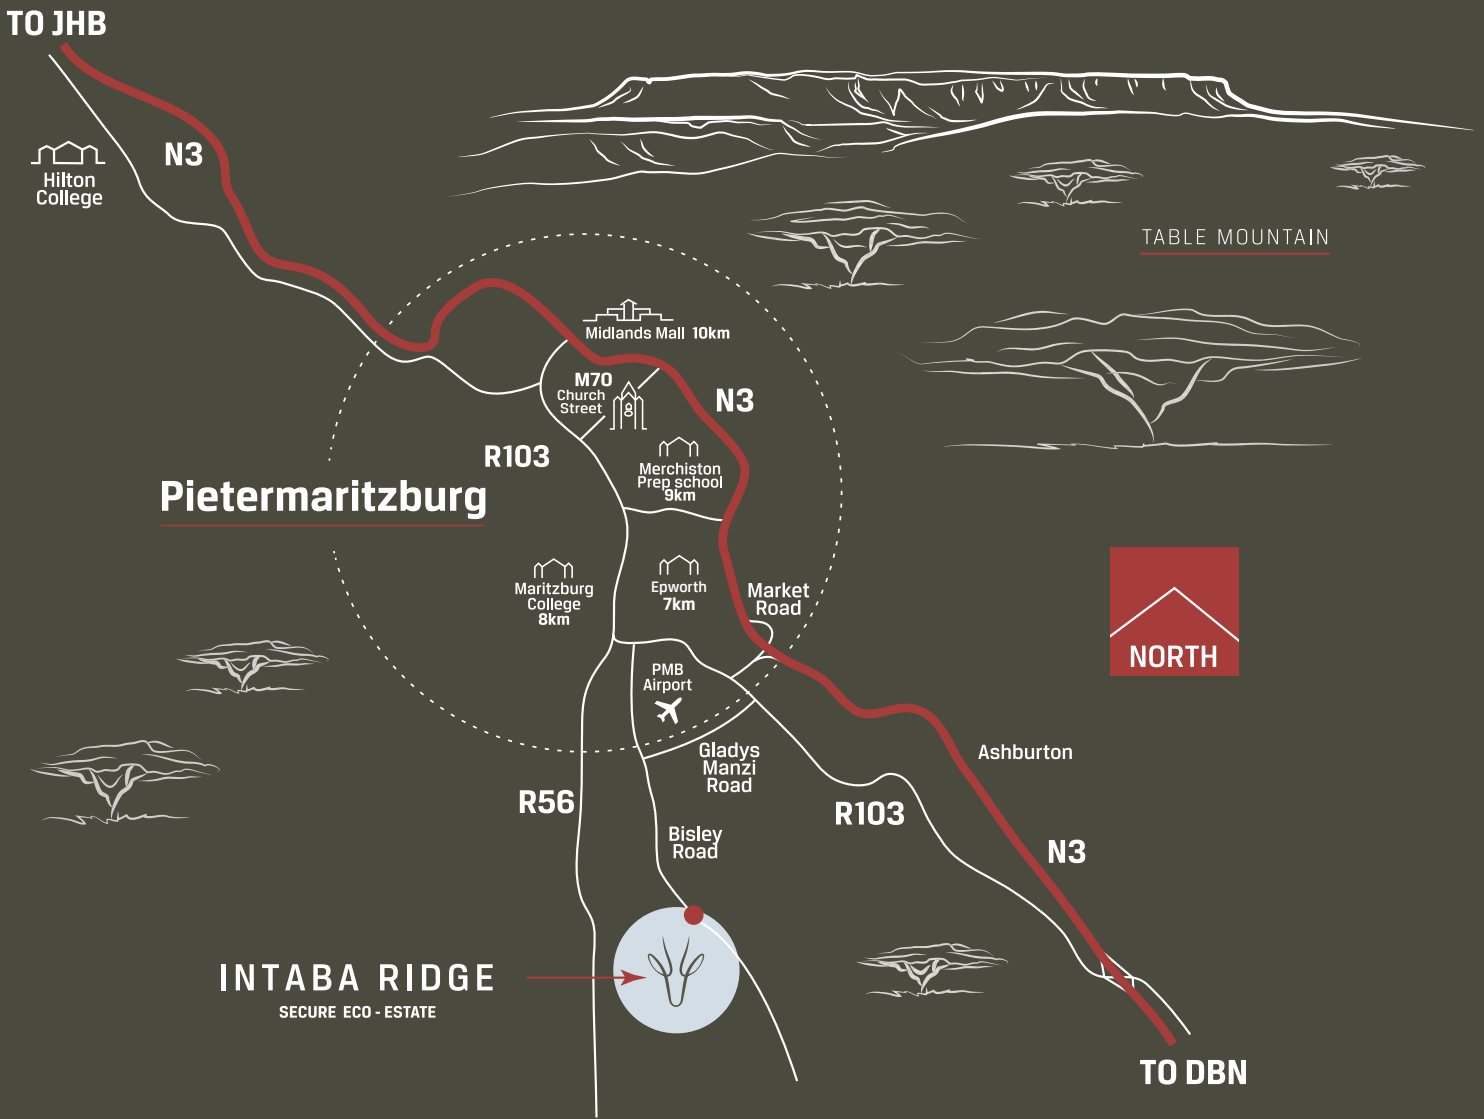 TO JHB
N3
Hilton
College
TABLE MOUNTAIN
Midlands Mall 10km
M70
Church
Street
N3
R103
Merchiston
Prep school
9km
Pietermaritzburg
Maritzburg
College
8km
Epworth
7km
Market
Road
NORTH
PMB
Airport
Gladys
Manzi
Road
Ashburton
R56
R103
Bisley
Road
N3
INTABA RIDGE
SECURE ECO - ESTATE
TO DBN